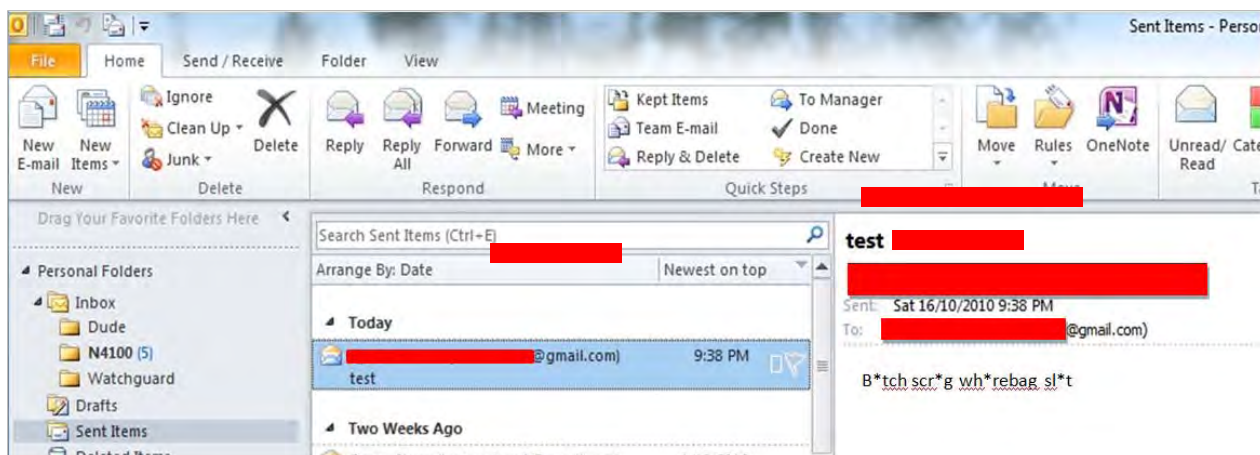 Sent Items - Perso
File Home Send / Receive Folder View
New E-mail
New Items
Ignore
Clean Up
Junk
Delete
Reply
Reply All
Forward
Meeting
More
Kept Items
Team E-mail
Reply & Delete
To Manager
Done
Create New
Move
Rules
OneNote
Unread/ Read
Cate
New Delete Respond Quick Steps Move Ta
Drag Your Favorite Folders Here
Personal Folders
Inbox
Dude
N4100 (5)
Watchguard
Drafts
Sent Items
Deleted Items
Search Sent Items (Ctrl+E)
Arrange By: Date Newest on top
Today
@gmail.com) 9:38 PM
test
Two Weeks Ago
test
Sent: Sat 16/10/2010 9:38 PM
To: @gmail.com)
B*tch scr*g wh*rebag sl*t